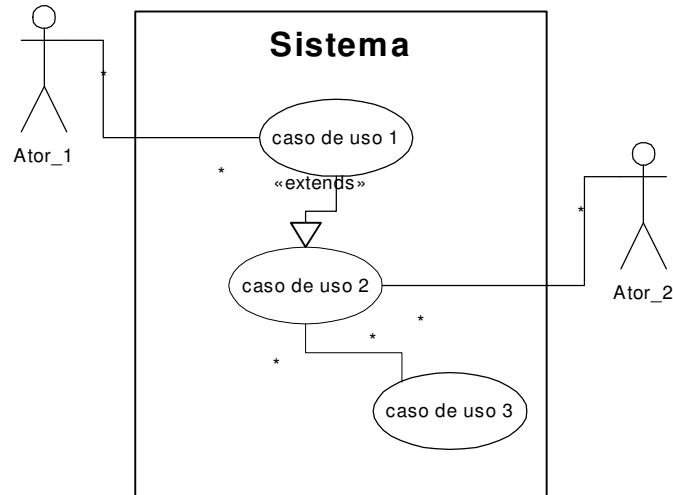 Sistema
*
caso de uso 1
Ator_1
*
«extends»
*
caso de uso 2
Ator_2
*
*
*
caso de uso 3